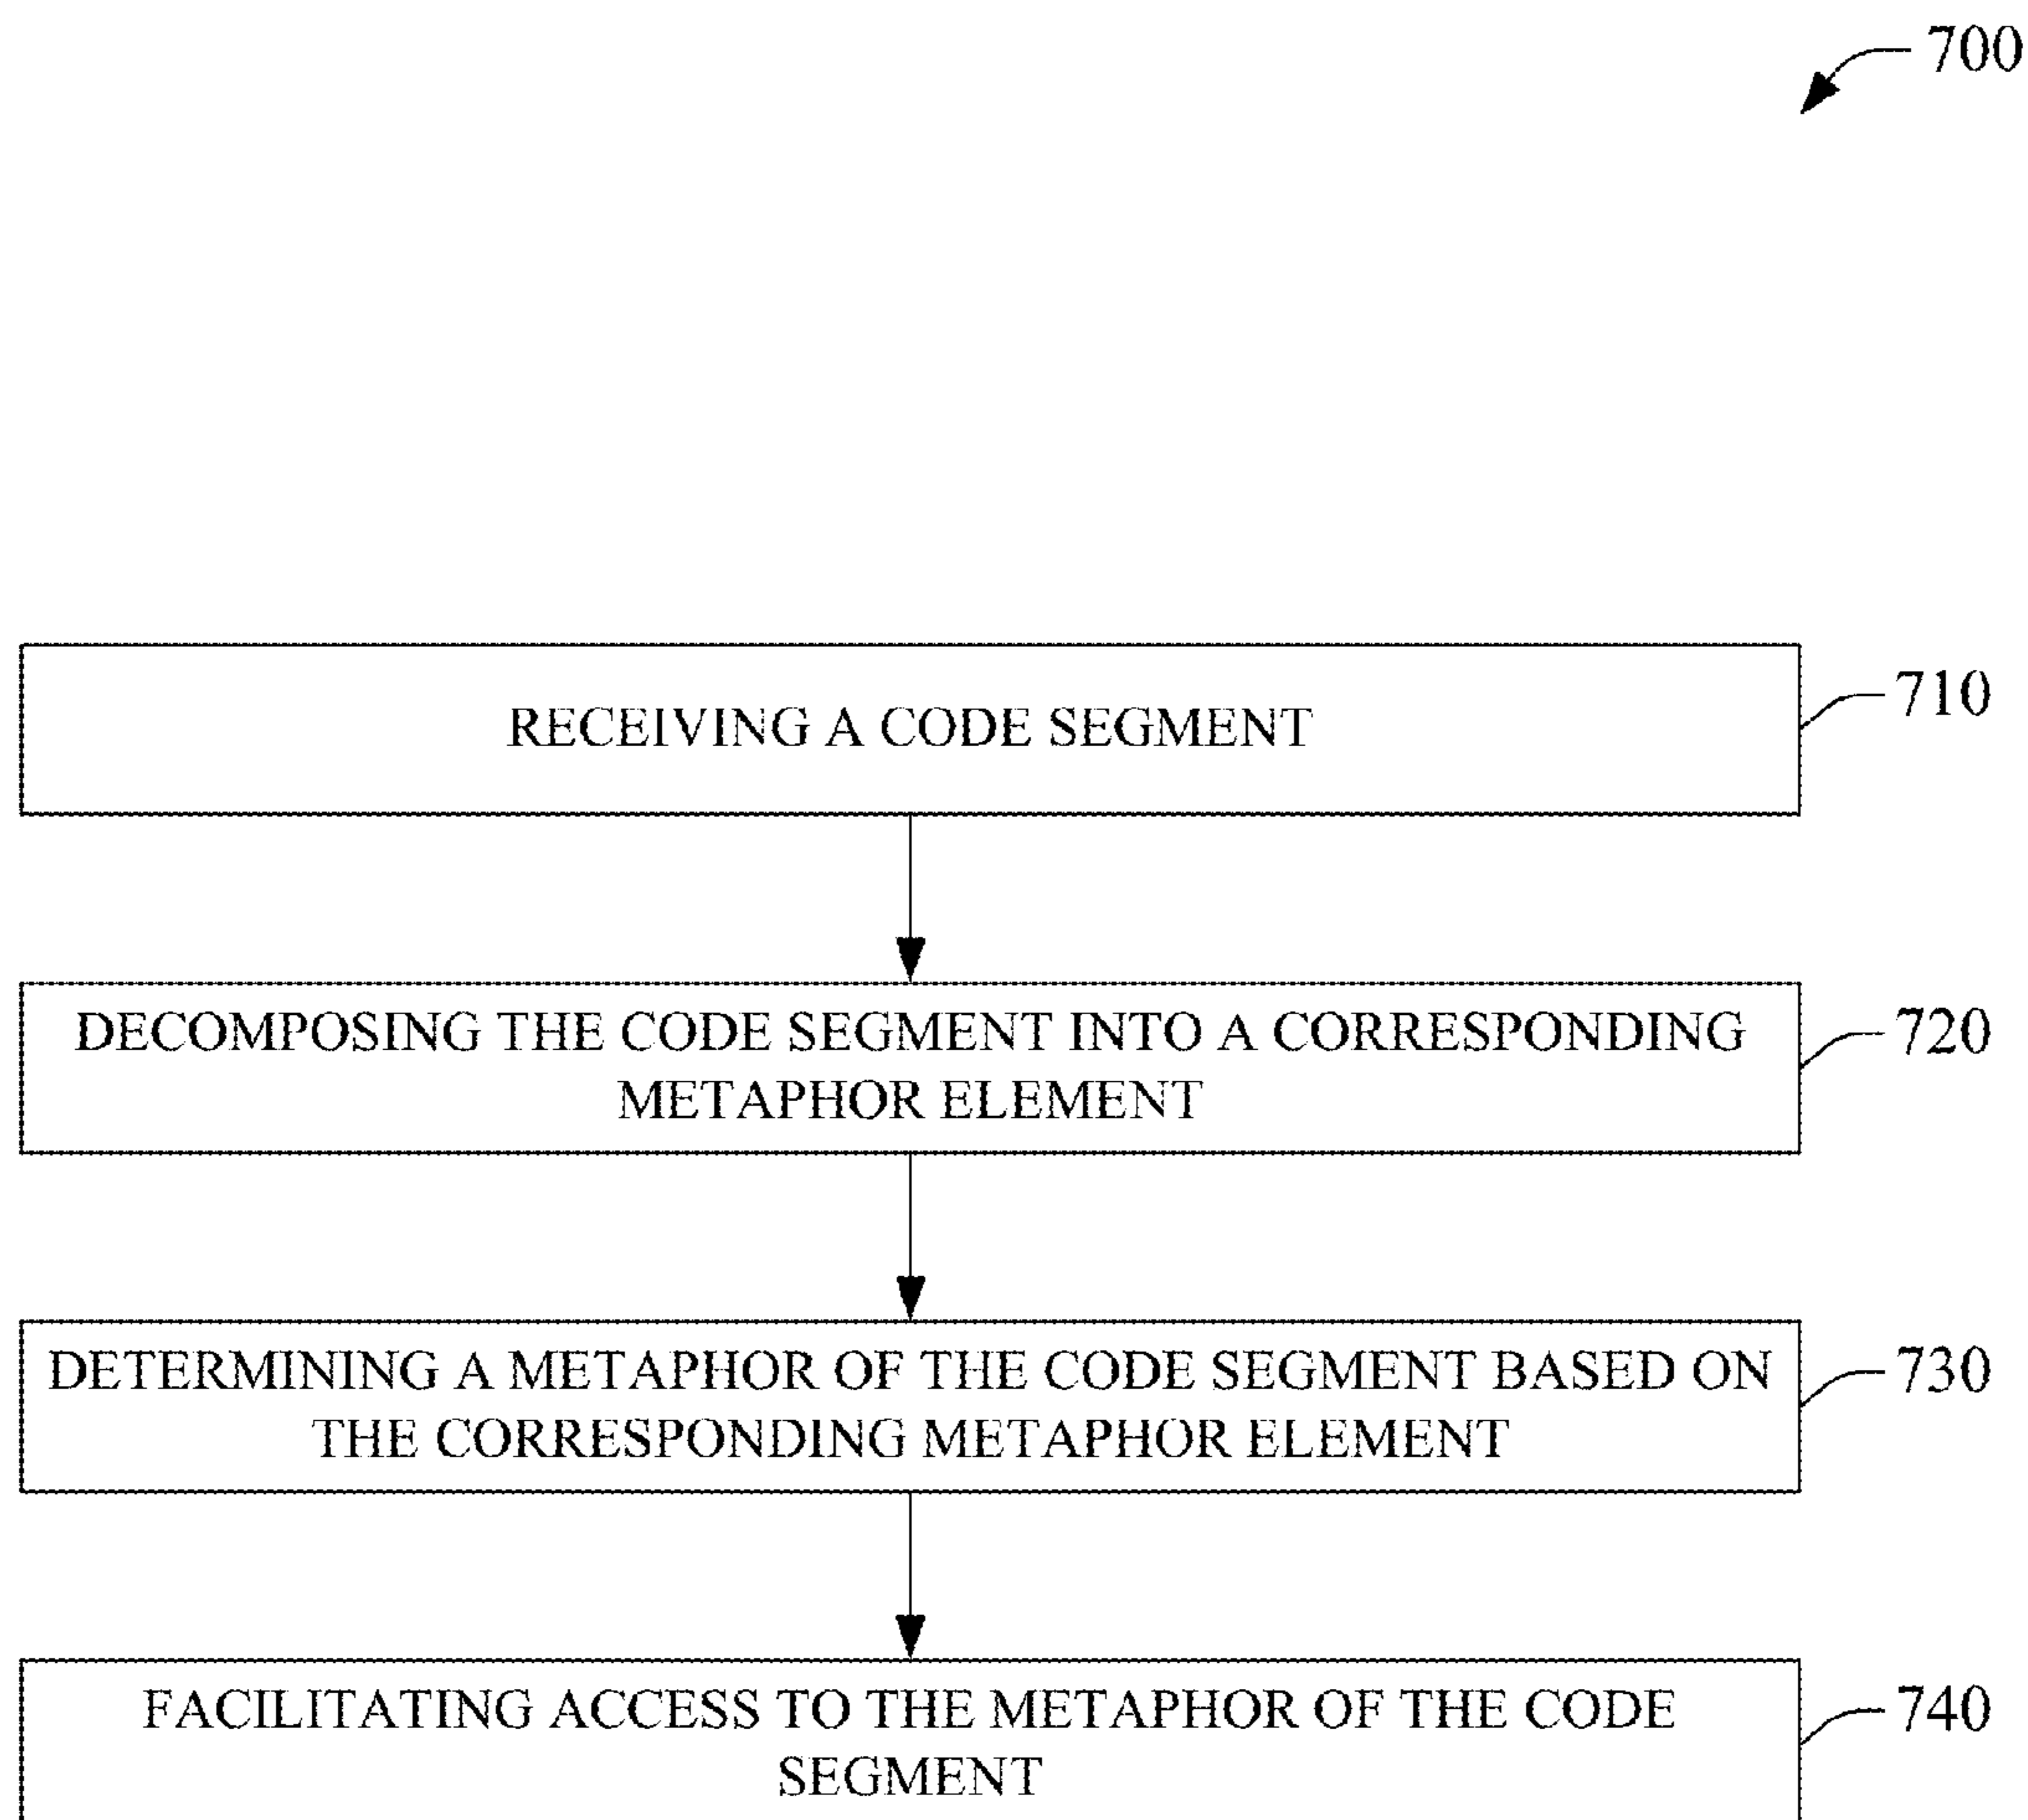 700
RECEIVING A CODE SEGMENT
710
DECOMPOSING THE CODE SEGMENT INTO A CORRESPONDING
METAPHOR ELEMENT
720
DETERMINING A METAPHOR OF THE CODE SEGMENT BASED ON
THE CORRESPONDING METAPHOR ELEMENT
730
FACILITATING ACCESS TO THE METAPHOR OF THE CODE
SEGMENT
740